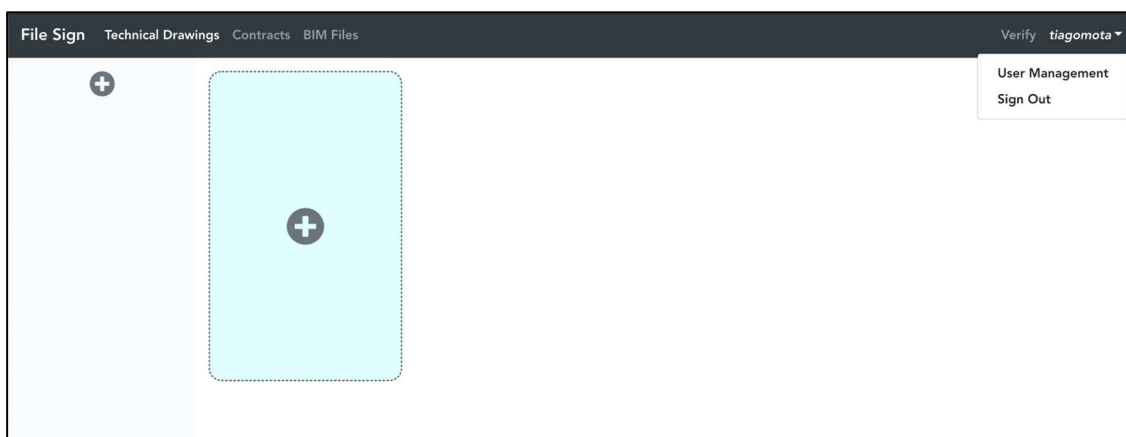 File Sign Technical Drawings Contracts BIM Files Verify tiagomota
User Management
Sign Out